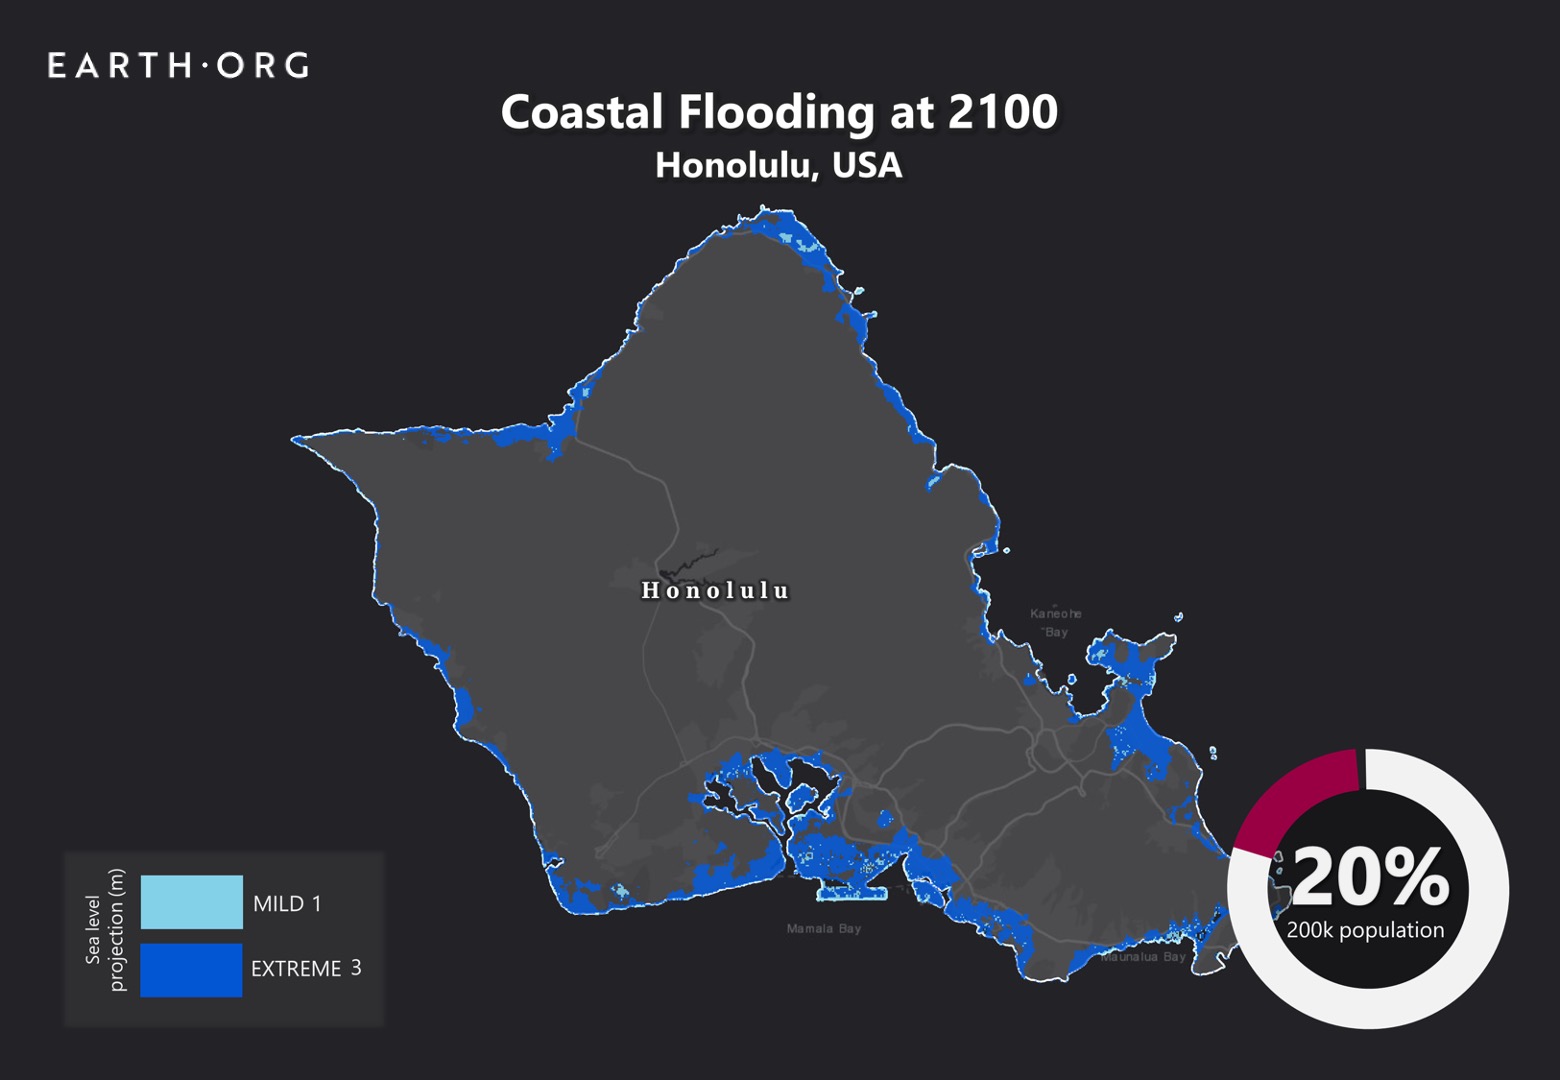 EARTH·ORG
Coastal Flooding at 2100
Honolulu, USA
Honolulu
Kaneohe
Bay
Mamala Bay
Maunalua Bay
Sea level
projection (m)
MILD 1
EXTREME 3
20%
200k population